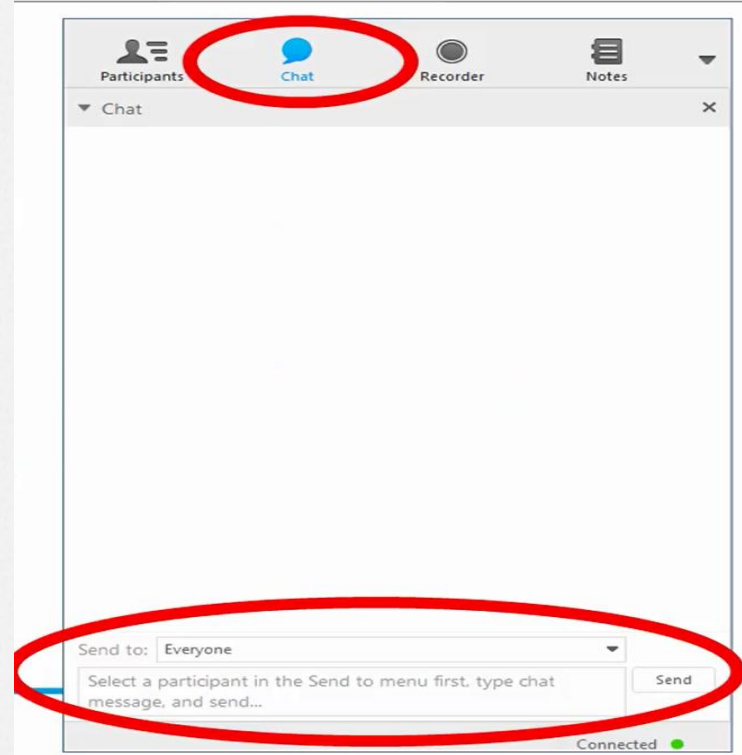 Participants Chat Recorder Notes
Chat
Send to: Everyone
Select a participant in the Send to menu first, type chat
message, and send...
Send
Connected